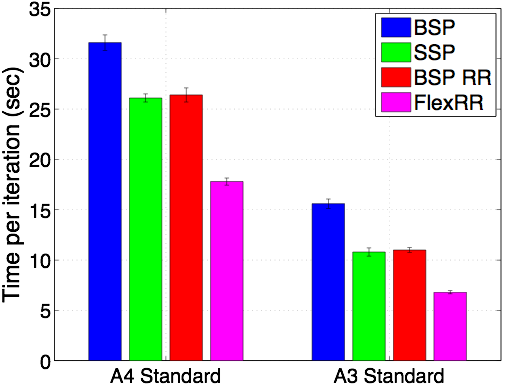 Time per iteration (sec)
35
30
25
20
15
10
5
0
BSP
SSP
BSP RR
FlexRR
A4 Standard
A3 Standard